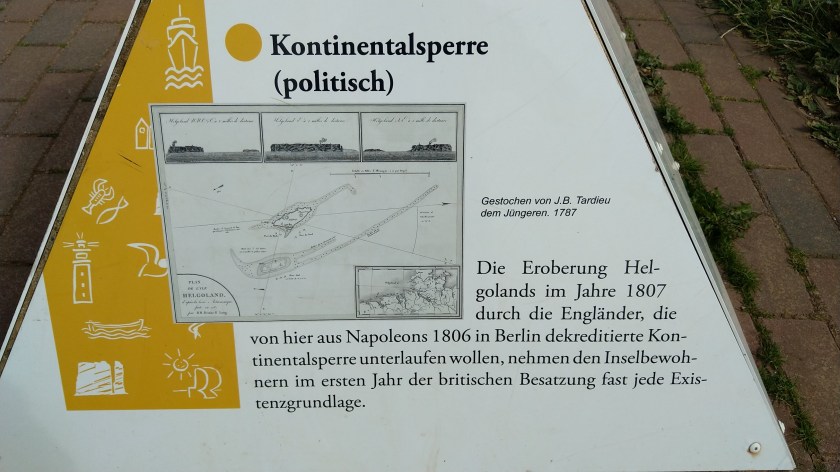 Kontinentalsperre
(politisch)
PLAN
HELGOLAND.
Gestochen von J.B. Tardieu
dem Jüngeren. 1787
Die Eroberung Hel-
golands im Jahre 1807
durch die Engländer, die
von hier aus Napoleons 1806 in Berlin dekreditierte Kon-
tinentalsperre unterlaufen wollen, nehmen den Inselbewoh-
nern im ersten Jahr der britischen Besatzung fast jede Exis-
tenzgrundlage.